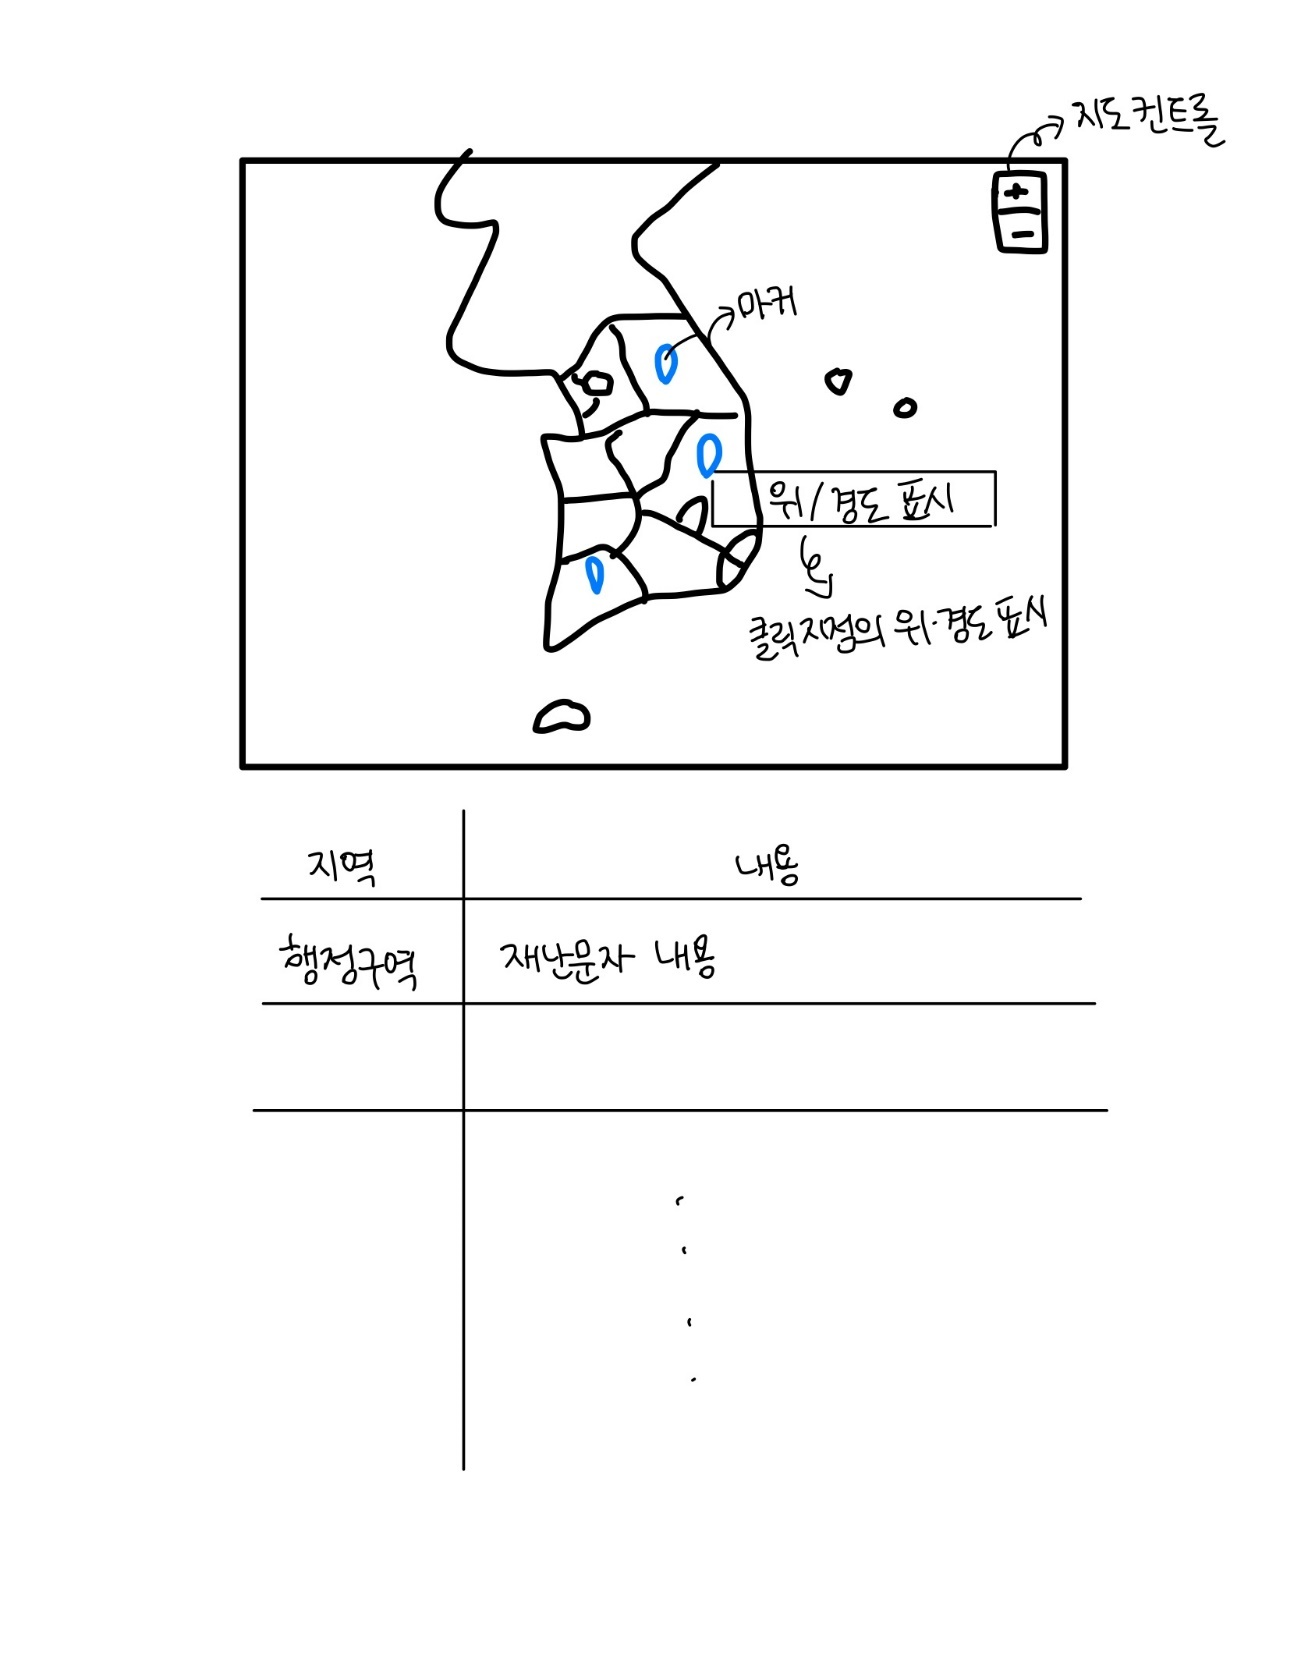 지도 컨트롤
+
-
마커
위/경도 표시
클릭지점의 위·경도 표시
지역
내용
행정구역
재난문자 내용